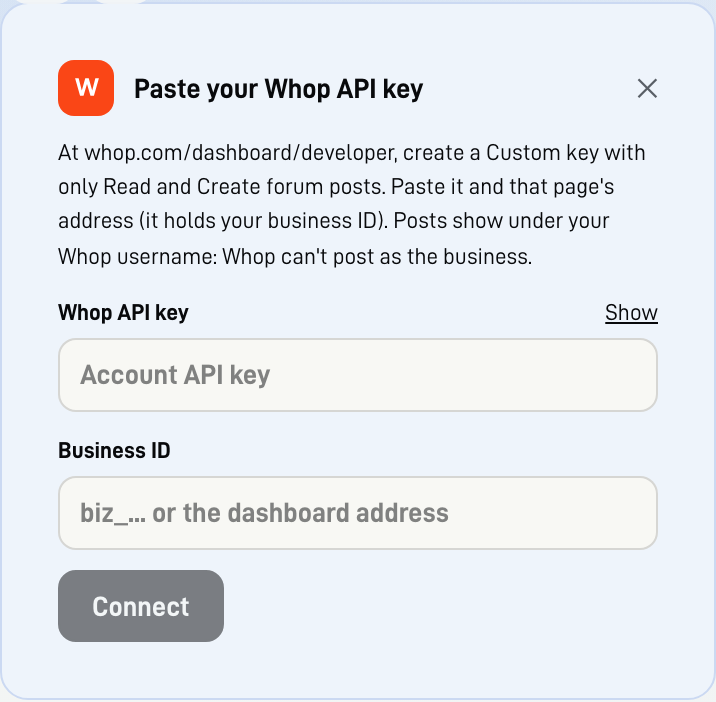 W
Paste your Whop API key
At whop.com/dashboard/developer, create a Custom key with
only Read and Create forum posts. Paste it and that page's
address (it holds your business ID). Posts show under your
Whop username: Whop can't post as the business.
Whop API key
Show
Account API key
Business ID
biz_... or the dashboard address
Connect